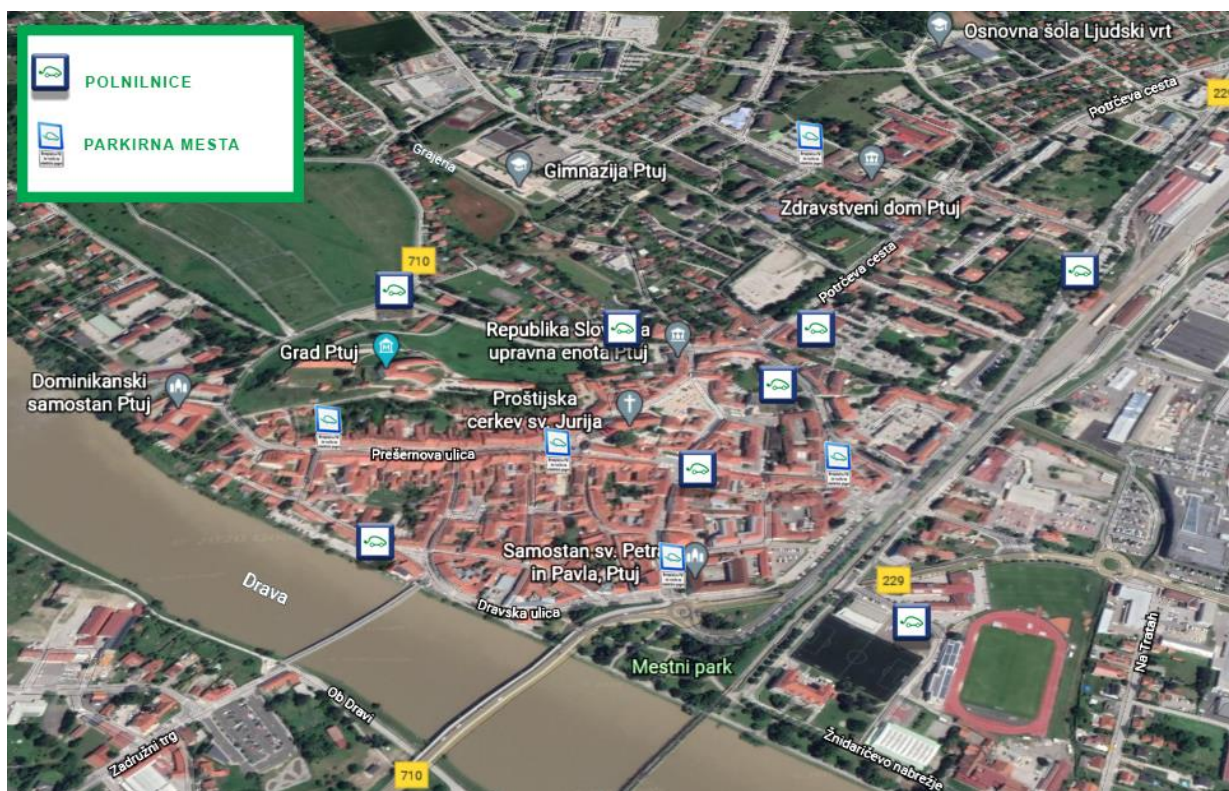 POLNILNICE
PARKIRNA MESTA
Osnovna šola Ljudski vrt
Potrčeva cesta
229
Grajena
Gimnazija Ptuj
Zdravstveni dom Ptuj
710
Potrčeva cesta
Republika Slo
upravna enota Ptuj
Grad Ptuj
Dominikanski
samostan Ptuj
Proštijska
cerkev sv. Jurija
Prešernova ulica
Samostan sv. Petra
in Pavla, Ptuj
229
Drava
Dravska ulica
Mestni park
Na Tratah
Ob Dravi
Zadružni trg
Žnidaričevo nabrežje
710